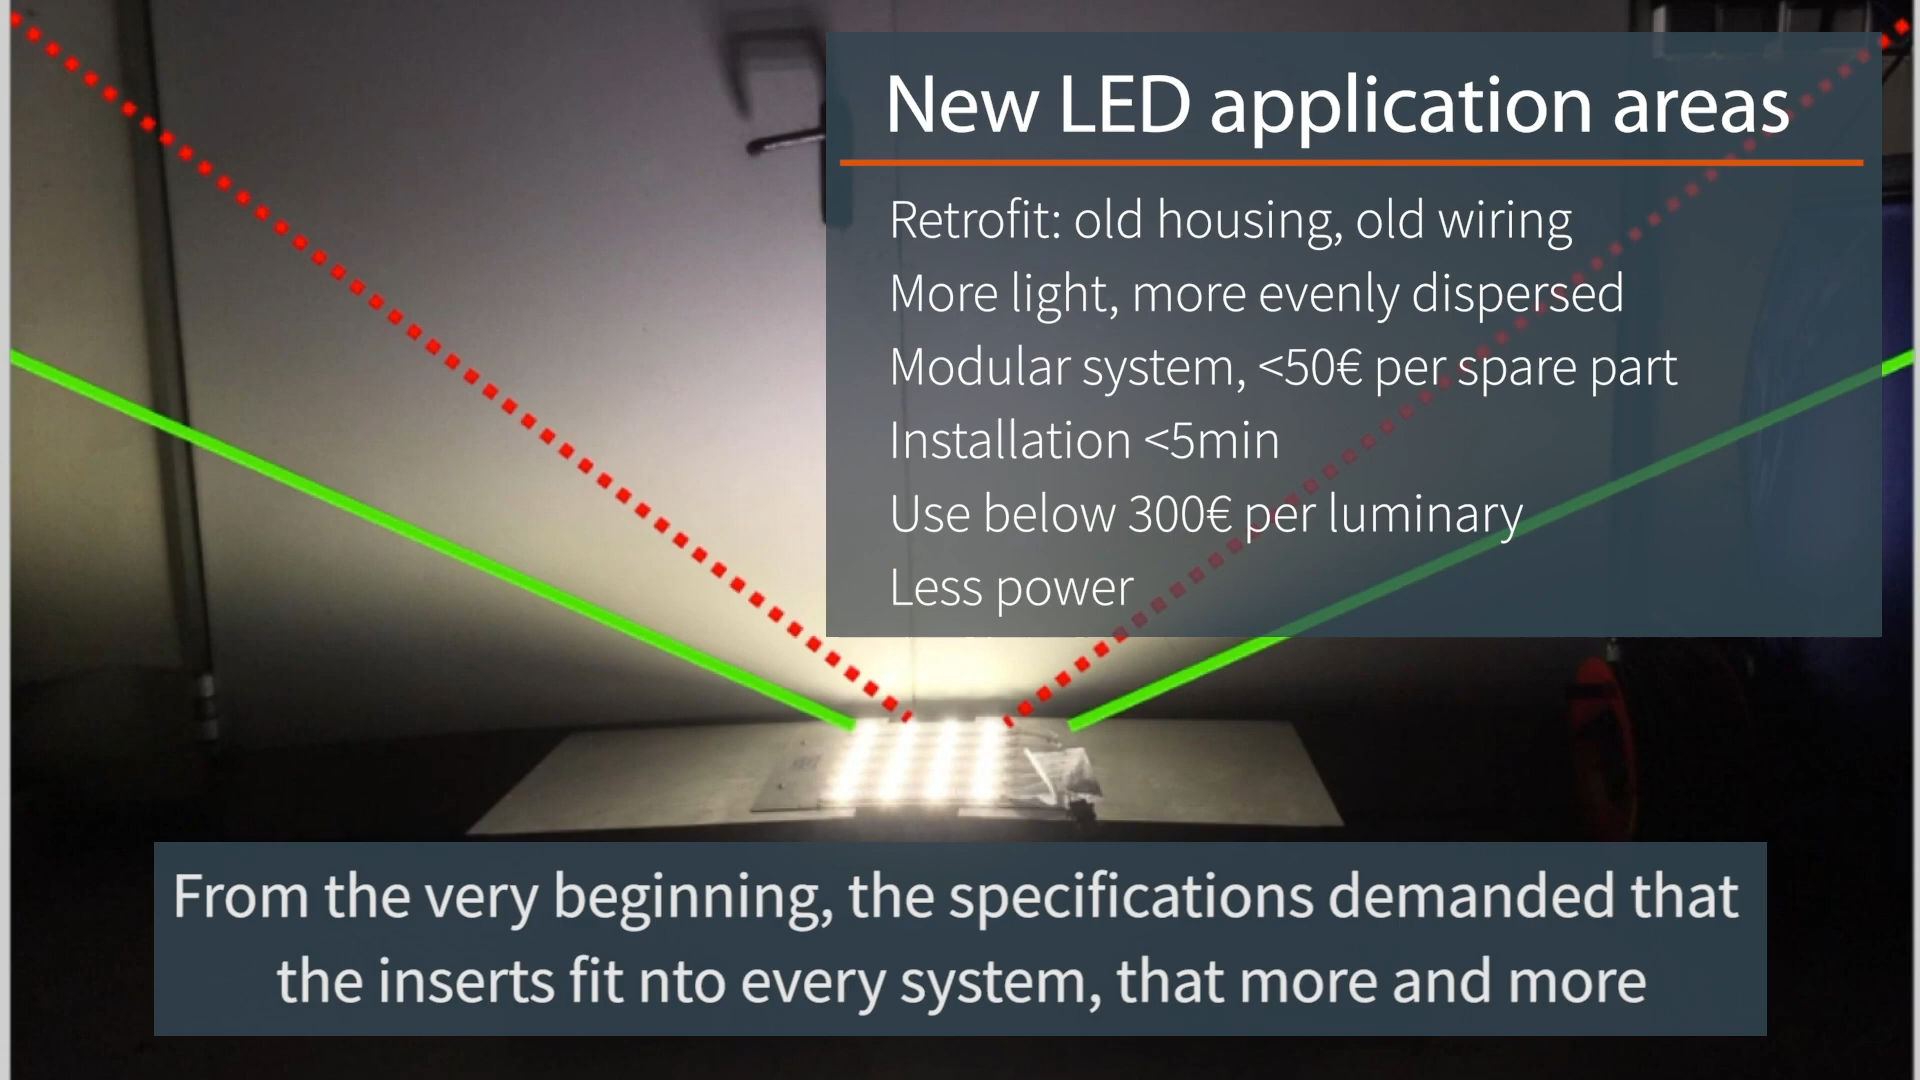 New LED application areas
Retrofit: old housing, old wiring
More light, more evenly dispersed
Modular system, <50€ per spare part
Installation <5min
Use below 300€ per luminary
Less power
From the very beginning, the specifications demanded that
the inserts fit nto every system, that more and more